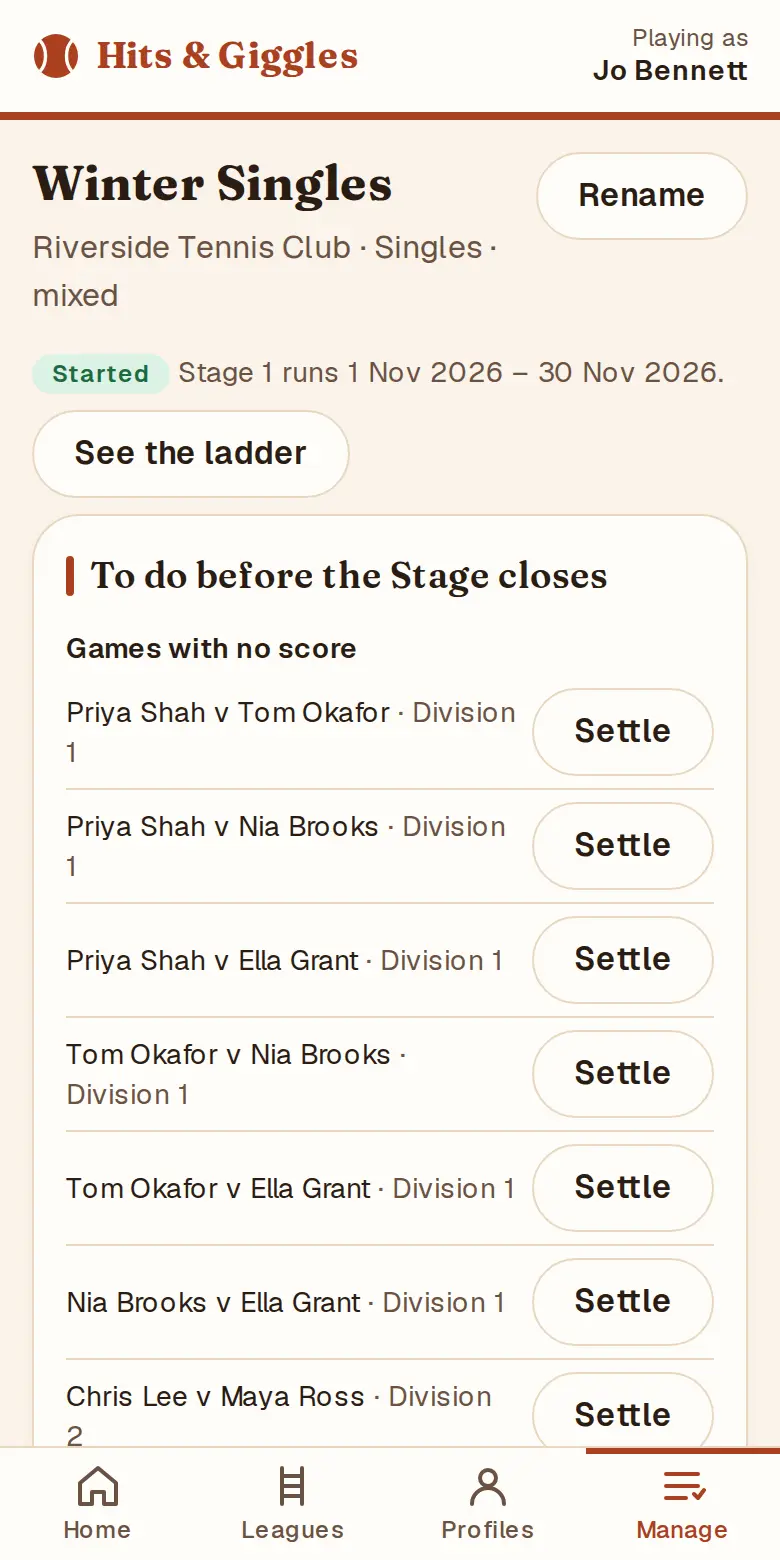 Hits & Giggles
Playing as
Jo Bennett
Winter Singles
Rename
Riverside Tennis Club · Singles ·
mixed
Started
Stage 1 runs 1 Nov 2026 – 30 Nov 2026.
See the ladder
To do before the Stage closes
Games with no score
Priya Shah v Tom Okafor · Division
1
Settle
Priya Shah v Nia Brooks · Division
1
Settle
Priya Shah v Ella Grant · Division 1
Settle
Tom Okafor v Nia Brooks ·
Division 1
Settle
Tom Okafor v Ella Grant · Division 1
Settle
Nia Brooks v Ella Grant · Division 1
Settle
Chris Lee v Maya Ross · Division
2
Settle
Home
Leagues
Profiles
Manage